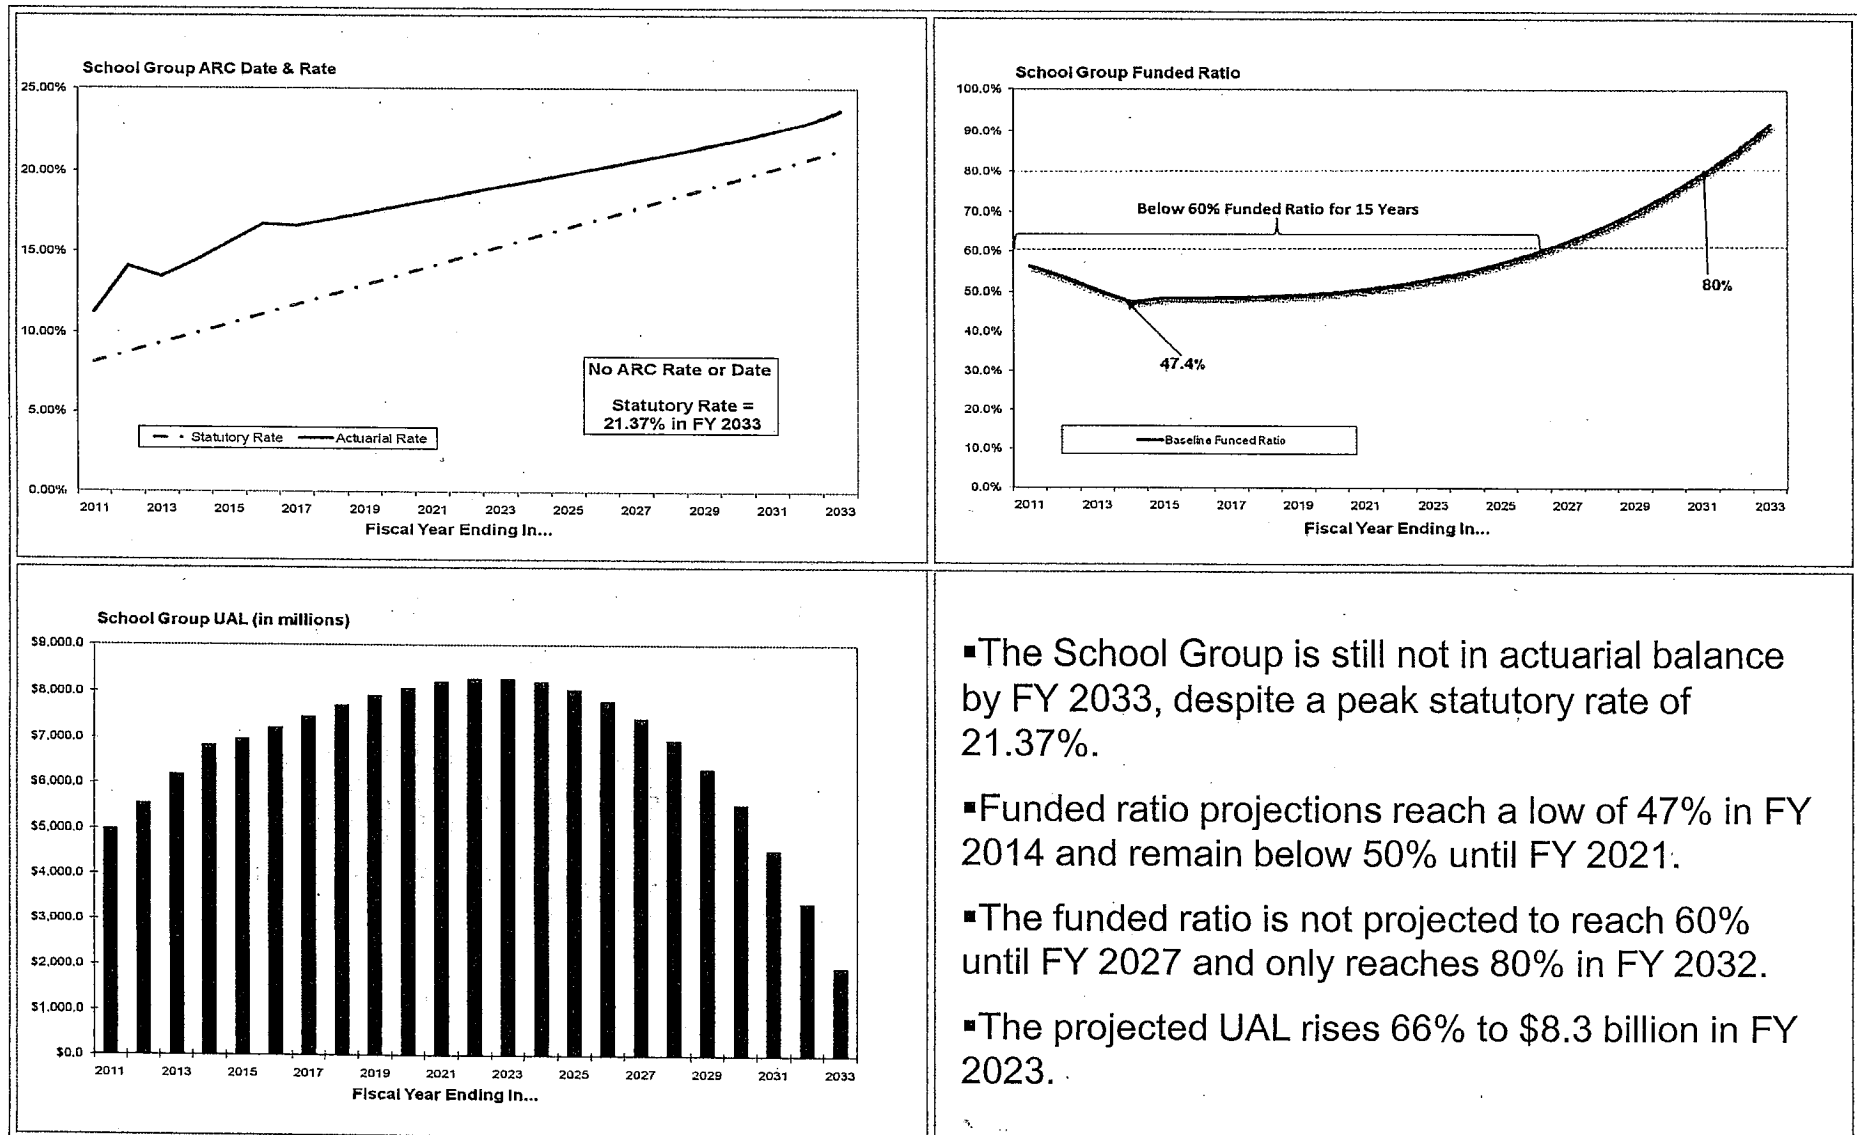 School Group ARC Date & Rate
25.00%
20.00%
15.00%
10.00%
5.00%
0.00%
No ARC Rate or Date
Statutory Rate =
21.37% in FY 2033
Statutory Rate
Actuarial Rate
2011 2013 2015 2017 2019 2021 2023 2025 2027 2029 2031 2033
Fiscal Year Ending In...
School Group Funded Ratio
100.0%
90.0%
80.0%
70.0%
60.0%
50.0%
40.0%
30.0%
20.0%
10.0%
0.0%
Below 60% Funded Ratio for 15 Years
80%
47.4%
Baseline Funced Ratio
2011 2013 2015 2017 2019 2021 2023 2025 2027 2029 2031 2033
Fiscal Year Ending In...
School Group UAL (in millions)
$9,000.0
$8,000.0
$7,000.0
$6,000.0
$5,000.0
$4,000.0
$3,000.0
$2,000.0
$1,000.0
$0.0
2011 2013 2015 2017 2019 2021 2023 2025 2027 2029 2031 2033
Fiscal Year Ending In...
▪The School Group is still not in actuarial balance
by FY 2033, despite a peak statutory rate of
21.37%.
▪Funded ratio projections reach a low of 47% in FY
2014 and remain below 50% until FY 2021.
▪The funded ratio is not projected to reach 60%
until FY 2027 and only reaches 80% in FY 2032.
▪The projected UAL rises 66% to $8.3 billion in FY
2023.